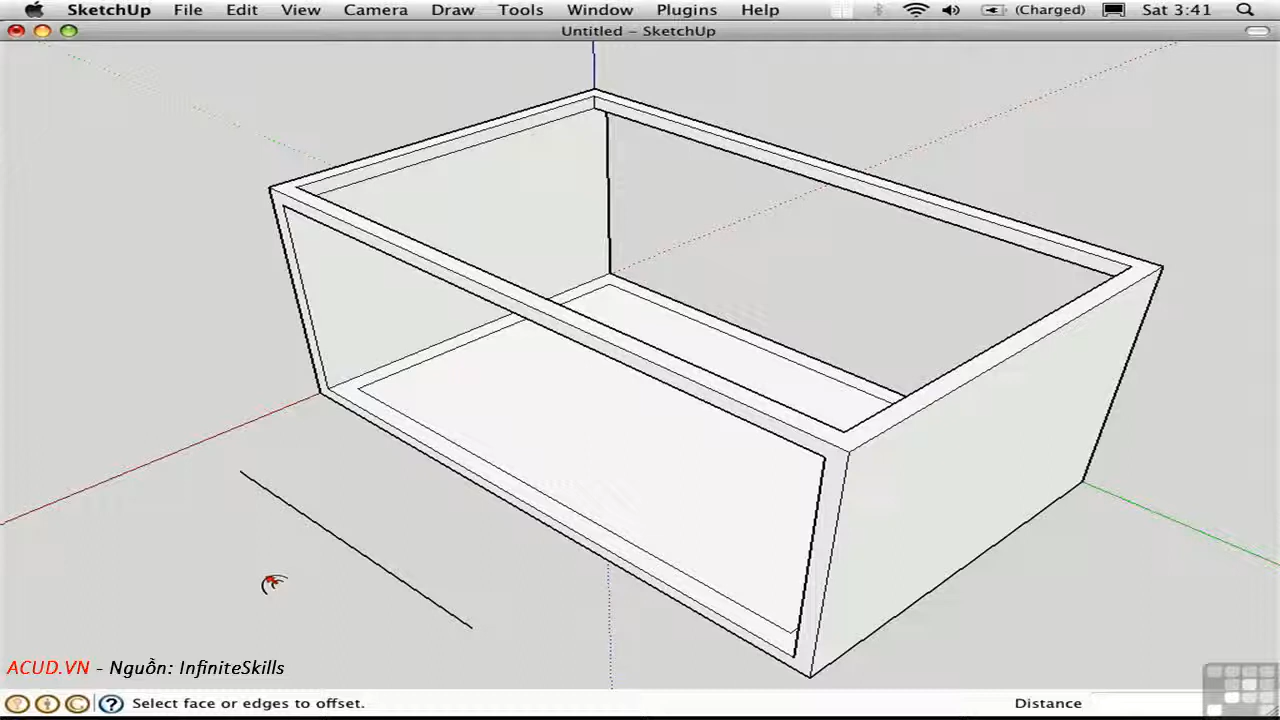 SketchUp File Edit View Camera Draw Tools Window Plugins Help (Charged) Sat 3:41
Untitled – SketchUp
ACUD.VN - Nguồn: InfiniteSkills
Select face or edges to offset. Distance